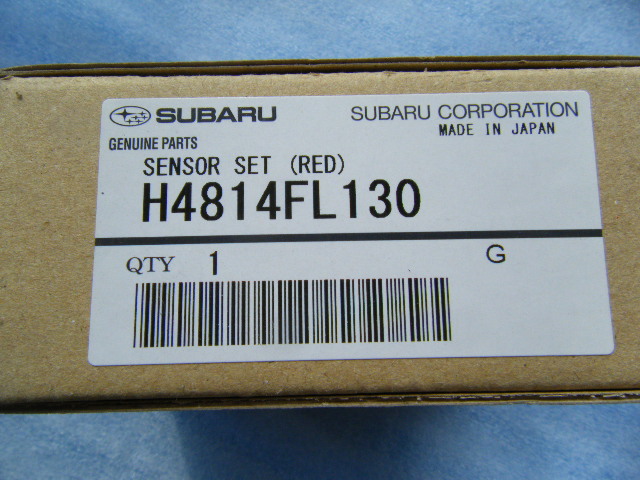 SUBARU SUBARU CORPORATION
GENUINE PARTS MADE IN JAPAN
SENSOR SET (RED)
H4814FL130
QTY 1 G